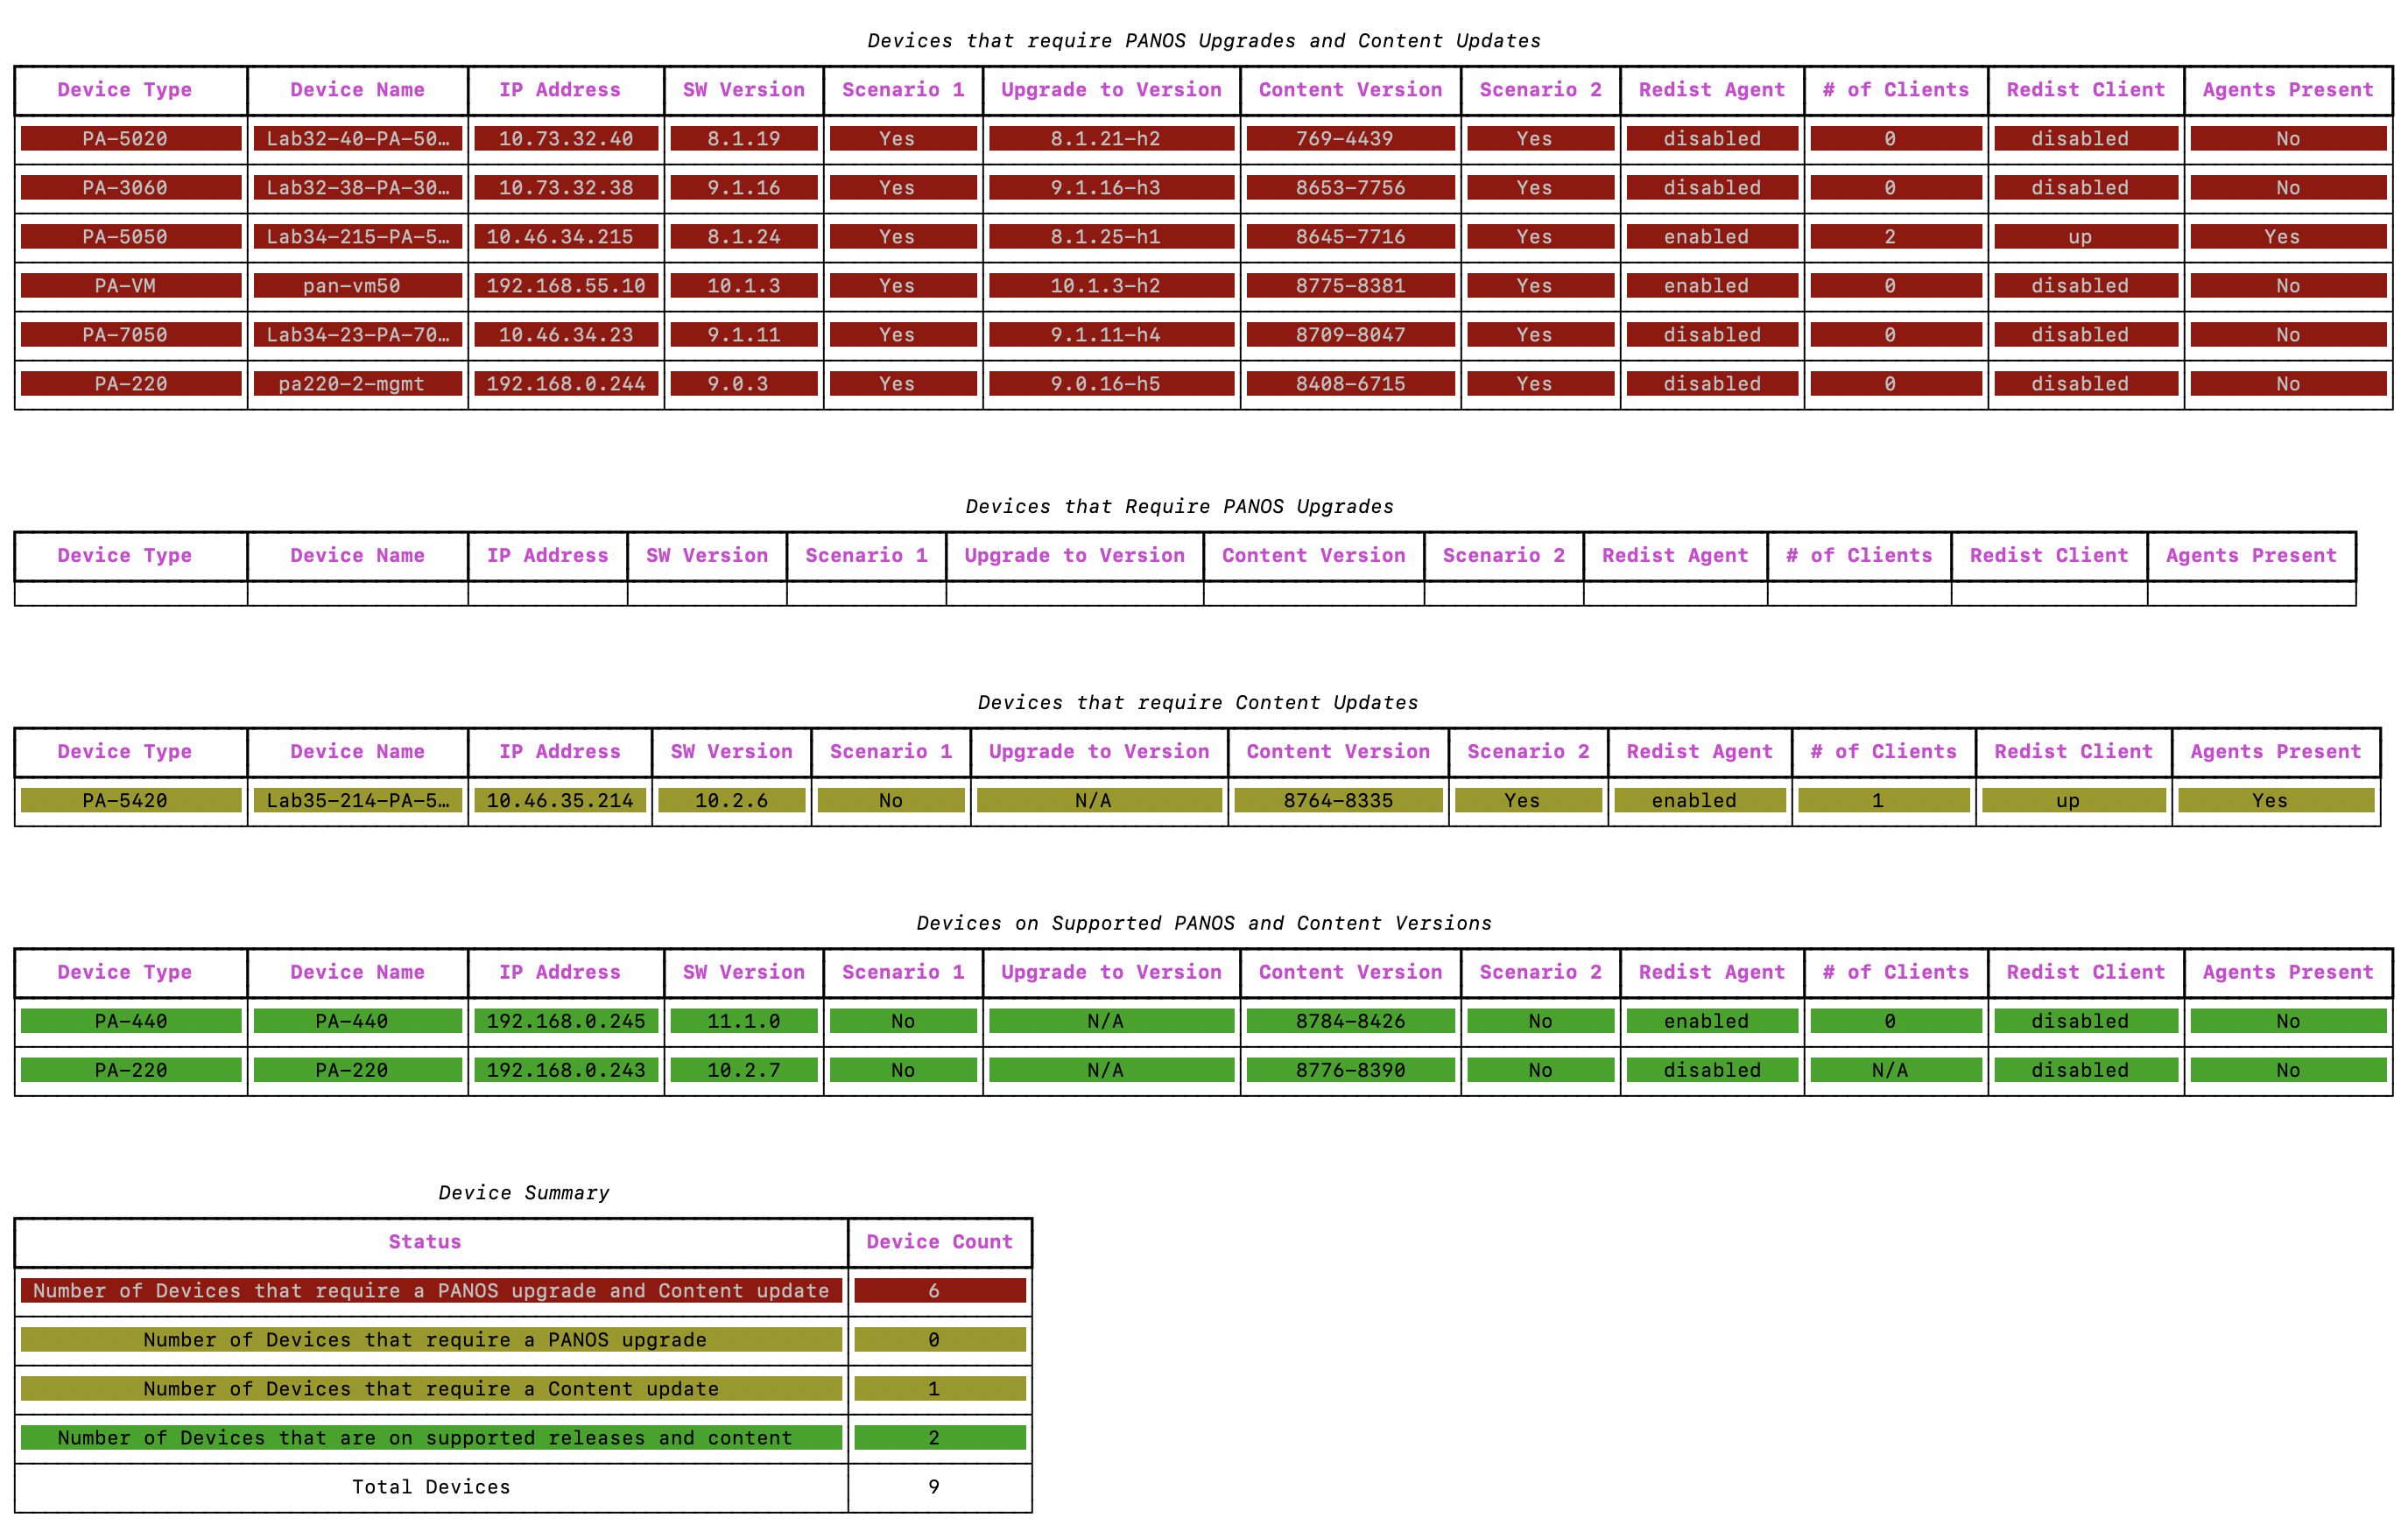 Devices that require PANOS Upgrades and Content Updates
Device Type Device Name IP Address SW Version Scenario 1 Upgrade to Version Content Version Scenario 2 Redist Agent # of Clients Redist Client Agents Present
PA-5020 Lab32-40-PA-50… 10.73.32.40 8.1.19 Yes 8.1.21-h2 769-4439 Yes disabled 0 disabled No
PA-3060 Lab32-38-PA-30… 10.73.32.38 9.1.16 Yes 9.1.16-h3 8653-7756 Yes disabled 0 disabled No
PA-5050 Lab34-215-PA-5… 10.46.34.215 8.1.24 Yes 8.1.25-h1 8645-7716 Yes enabled 2 up Yes
PA-VM pan-vm50 192.168.55.10 10.1.3 Yes 10.1.3-h2 8775-8381 Yes enabled 0 disabled No
PA-7050 Lab34-23-PA-70… 10.46.34.23 9.1.11 Yes 9.1.11-h4 8709-8047 Yes disabled 0 disabled No
PA-220 pa220-2-mgmt 192.168.0.244 9.0.3 Yes 9.0.16-h5 8408-6715 Yes disabled 0 disabled No
Devices that Require PANOS Upgrades
Device Type Device Name IP Address SW Version Scenario 1 Upgrade to Version Content Version Scenario 2 Redist Agent # of Clients Redist Client Agents Present
Devices that require Content Updates
Device Type Device Name IP Address SW Version Scenario 1 Upgrade to Version Content Version Scenario 2 Redist Agent # of Clients Redist Client Agents Present
PA-5420 Lab35-214-PA-5… 10.46.35.214 10.2.6 No N/A 8764-8335 Yes enabled 1 up Yes
Devices on Supported PANOS and Content Versions
Device Type Device Name IP Address SW Version Scenario 1 Upgrade to Version Content Version Scenario 2 Redist Agent # of Clients Redist Client Agents Present
PA-440 PA-440 192.168.0.245 11.1.0 No N/A 8784-8426 No enabled 0 disabled No
PA-220 PA-220 192.168.0.243 10.2.7 No N/A 8776-8390 No disabled N/A disabled No
Device Summary
Status Device Count
Number of Devices that require a PANOS upgrade and Content update 6
Number of Devices that require a PANOS upgrade 0
Number of Devices that require a Content update 1
Number of Devices that are on supported releases and content 2
Total Devices 9